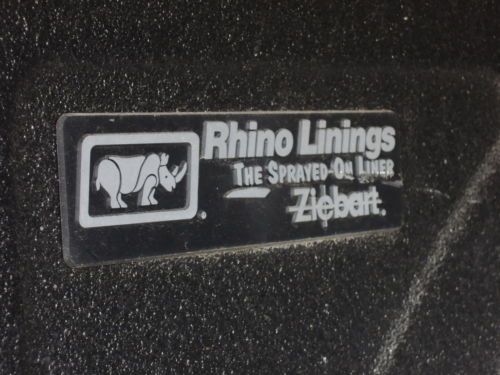 Rhino Linings
THE SPRAYED-ON LINER
Ziebart.